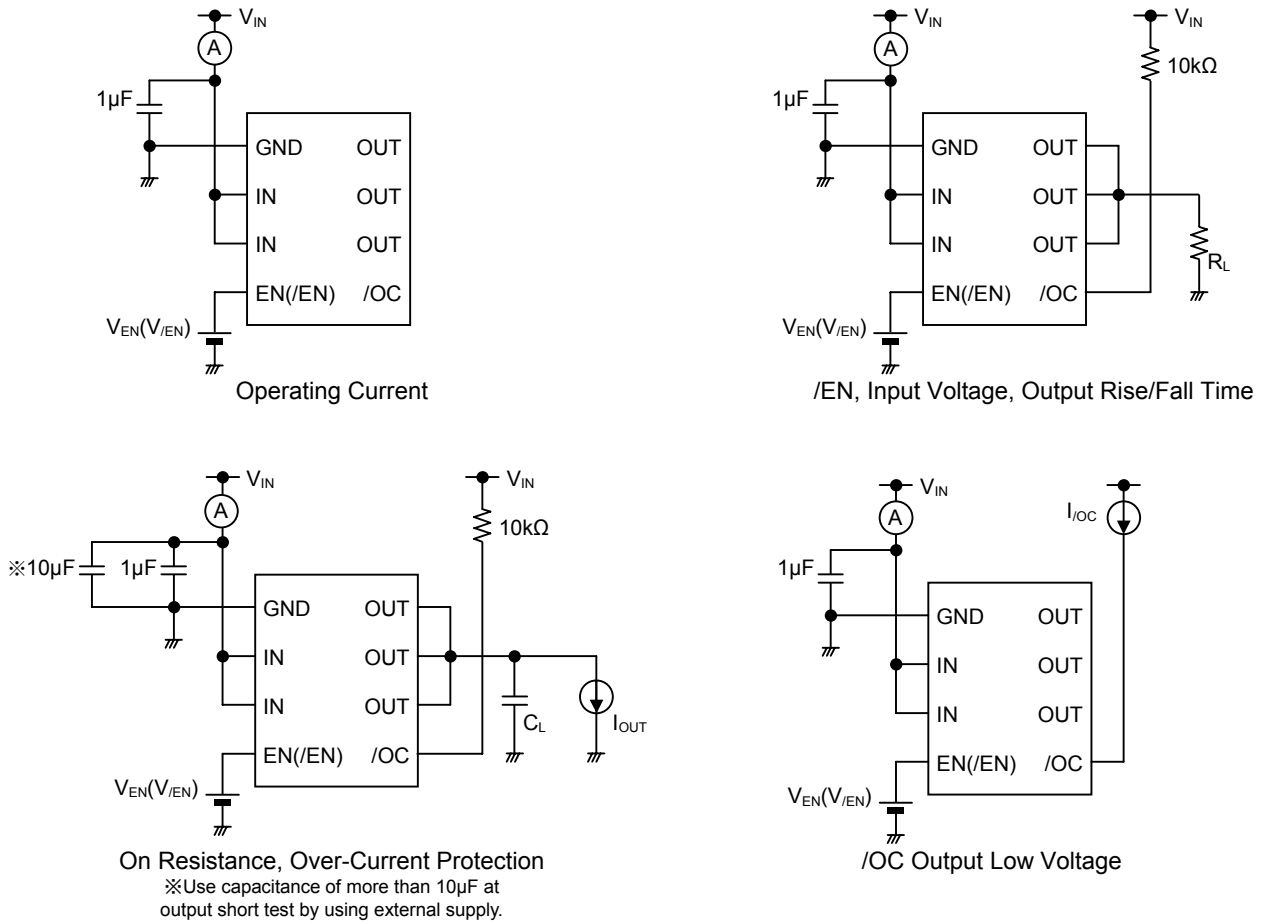 V_IN
A
1µF
GND OUT
IN OUT
IN OUT
EN(/EN) /OC
V_EN(V_/EN)
Operating Current
V_IN
V_IN
A
10kΩ
1µF
GND OUT
IN OUT
IN OUT
EN(/EN) /OC
R_L
V_EN(V_/EN)
/EN, Input Voltage, Output Rise/Fall Time
V_IN
V_IN
A
10kΩ
※10µF 1µF
GND OUT
IN OUT
IN OUT
EN(/EN) /OC
C_L
I_OUT
V_EN(V_/EN)
On Resistance, Over-Current Protection
※Use capacitance of more than 10µF at
output short test by using external supply.
V_IN
A
I_/OC
1µF
GND OUT
IN OUT
IN OUT
EN(/EN) /OC
V_EN(V_/EN)
/OC Output Low Voltage